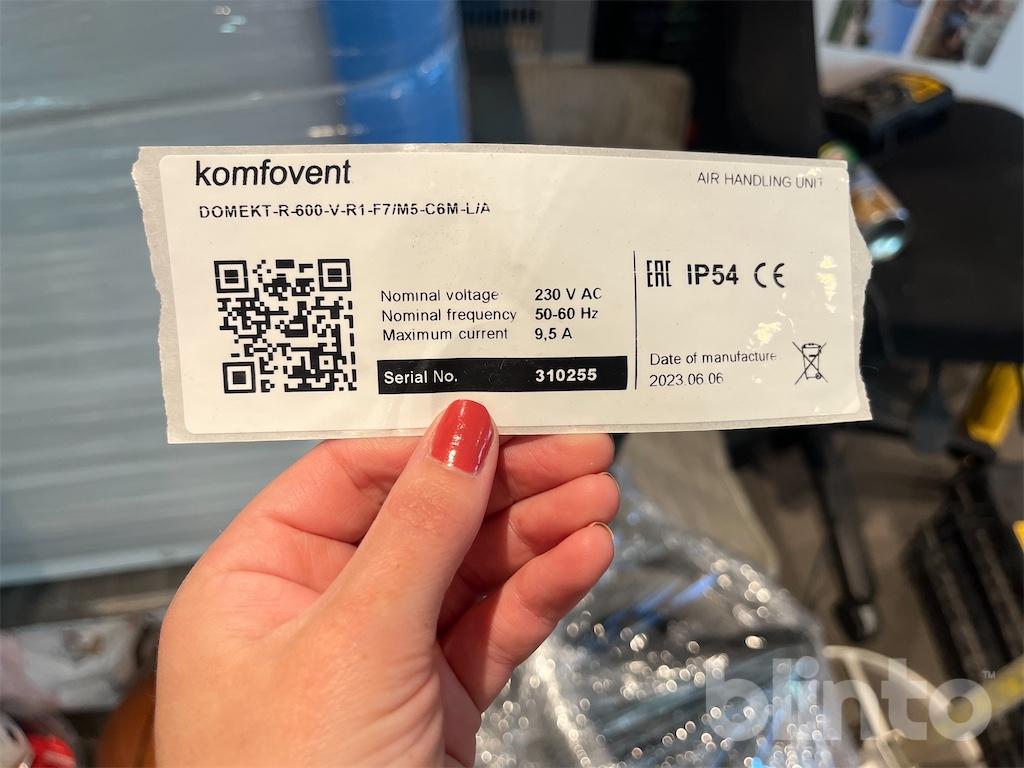 komfovent
AIR HANDLING UNIT
DOMEKT-R-600-V-R1-F7/M5-C6M-L/A
Nominal voltage 230 V AC
Nominal frequency 50-60 Hz
Maximum current 9,5 A
Serial No. 310255
EAC IP54 CE
Date of manufacture
2023.06.06
blinto™